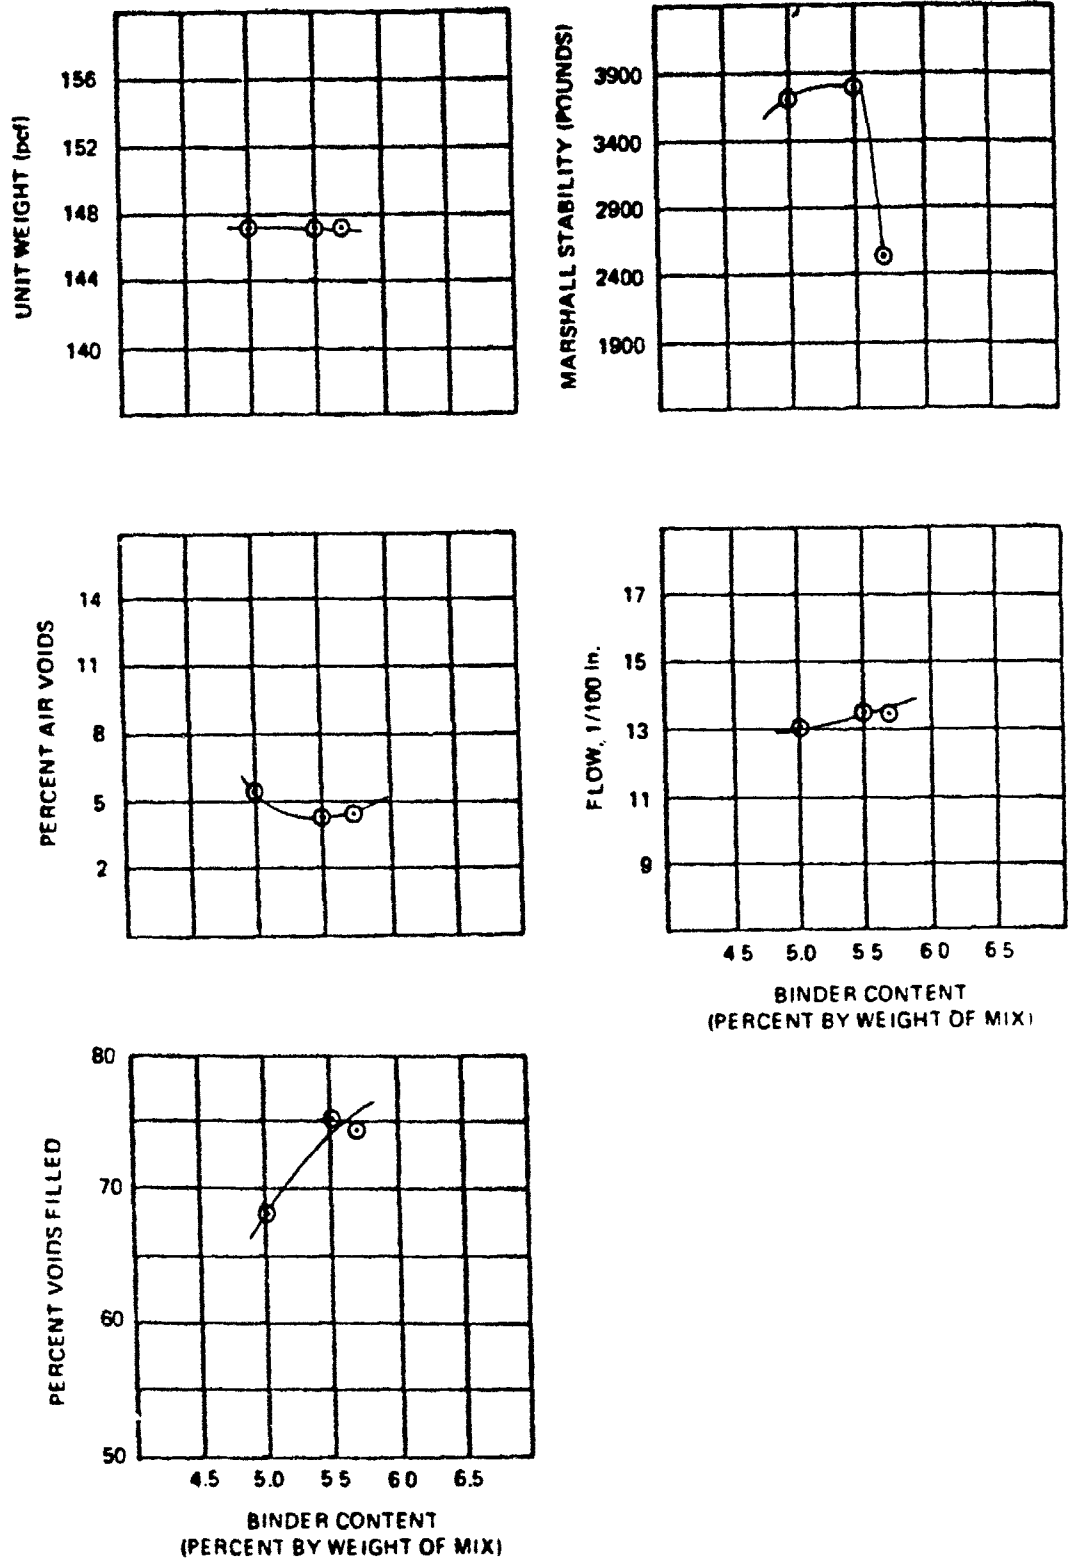 UNIT WEIGHT (pcf)
156
152
148
144
140
MARSHALL STABILITY (POUNDS)
3900
3400
2900
2400
1900
PERCENT AIR VOIDS
14
11
8
5
2
FLOW, 1/100 in.
17
15
13
11
9
4 5 5.0 5 5 6 0 6 5
BINDER CONTENT
(PERCENT BY WEIGHT OF MIX)
PERCENT VOIDS FILLED
80
70
60
50
4.5 5.0 5 5 6 0 6.5
BINDER CONTENT
(PERCENT BY WEIGHT OF MIX)